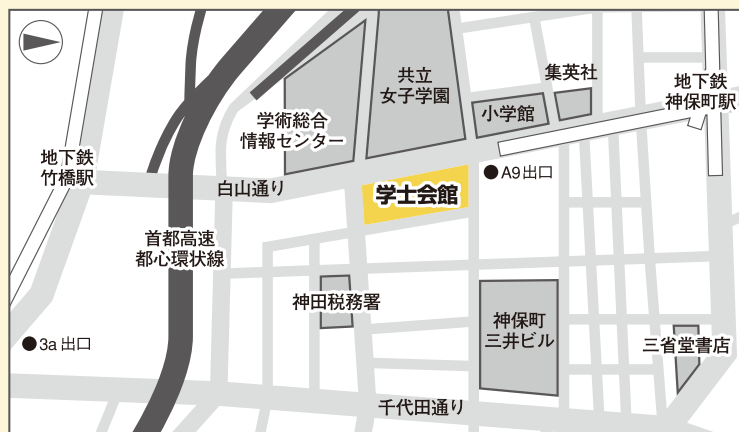 共立
女子学園
集英社
地下鉄
神保町駅
小学館
学術総合
情報センター
地下鉄
竹橋駅
白山通り
学士会館
●A9出口
首都高速
都心環状線
神田税務署
神保町
三井ビル
●3a出口
三省堂書店
千代田通り